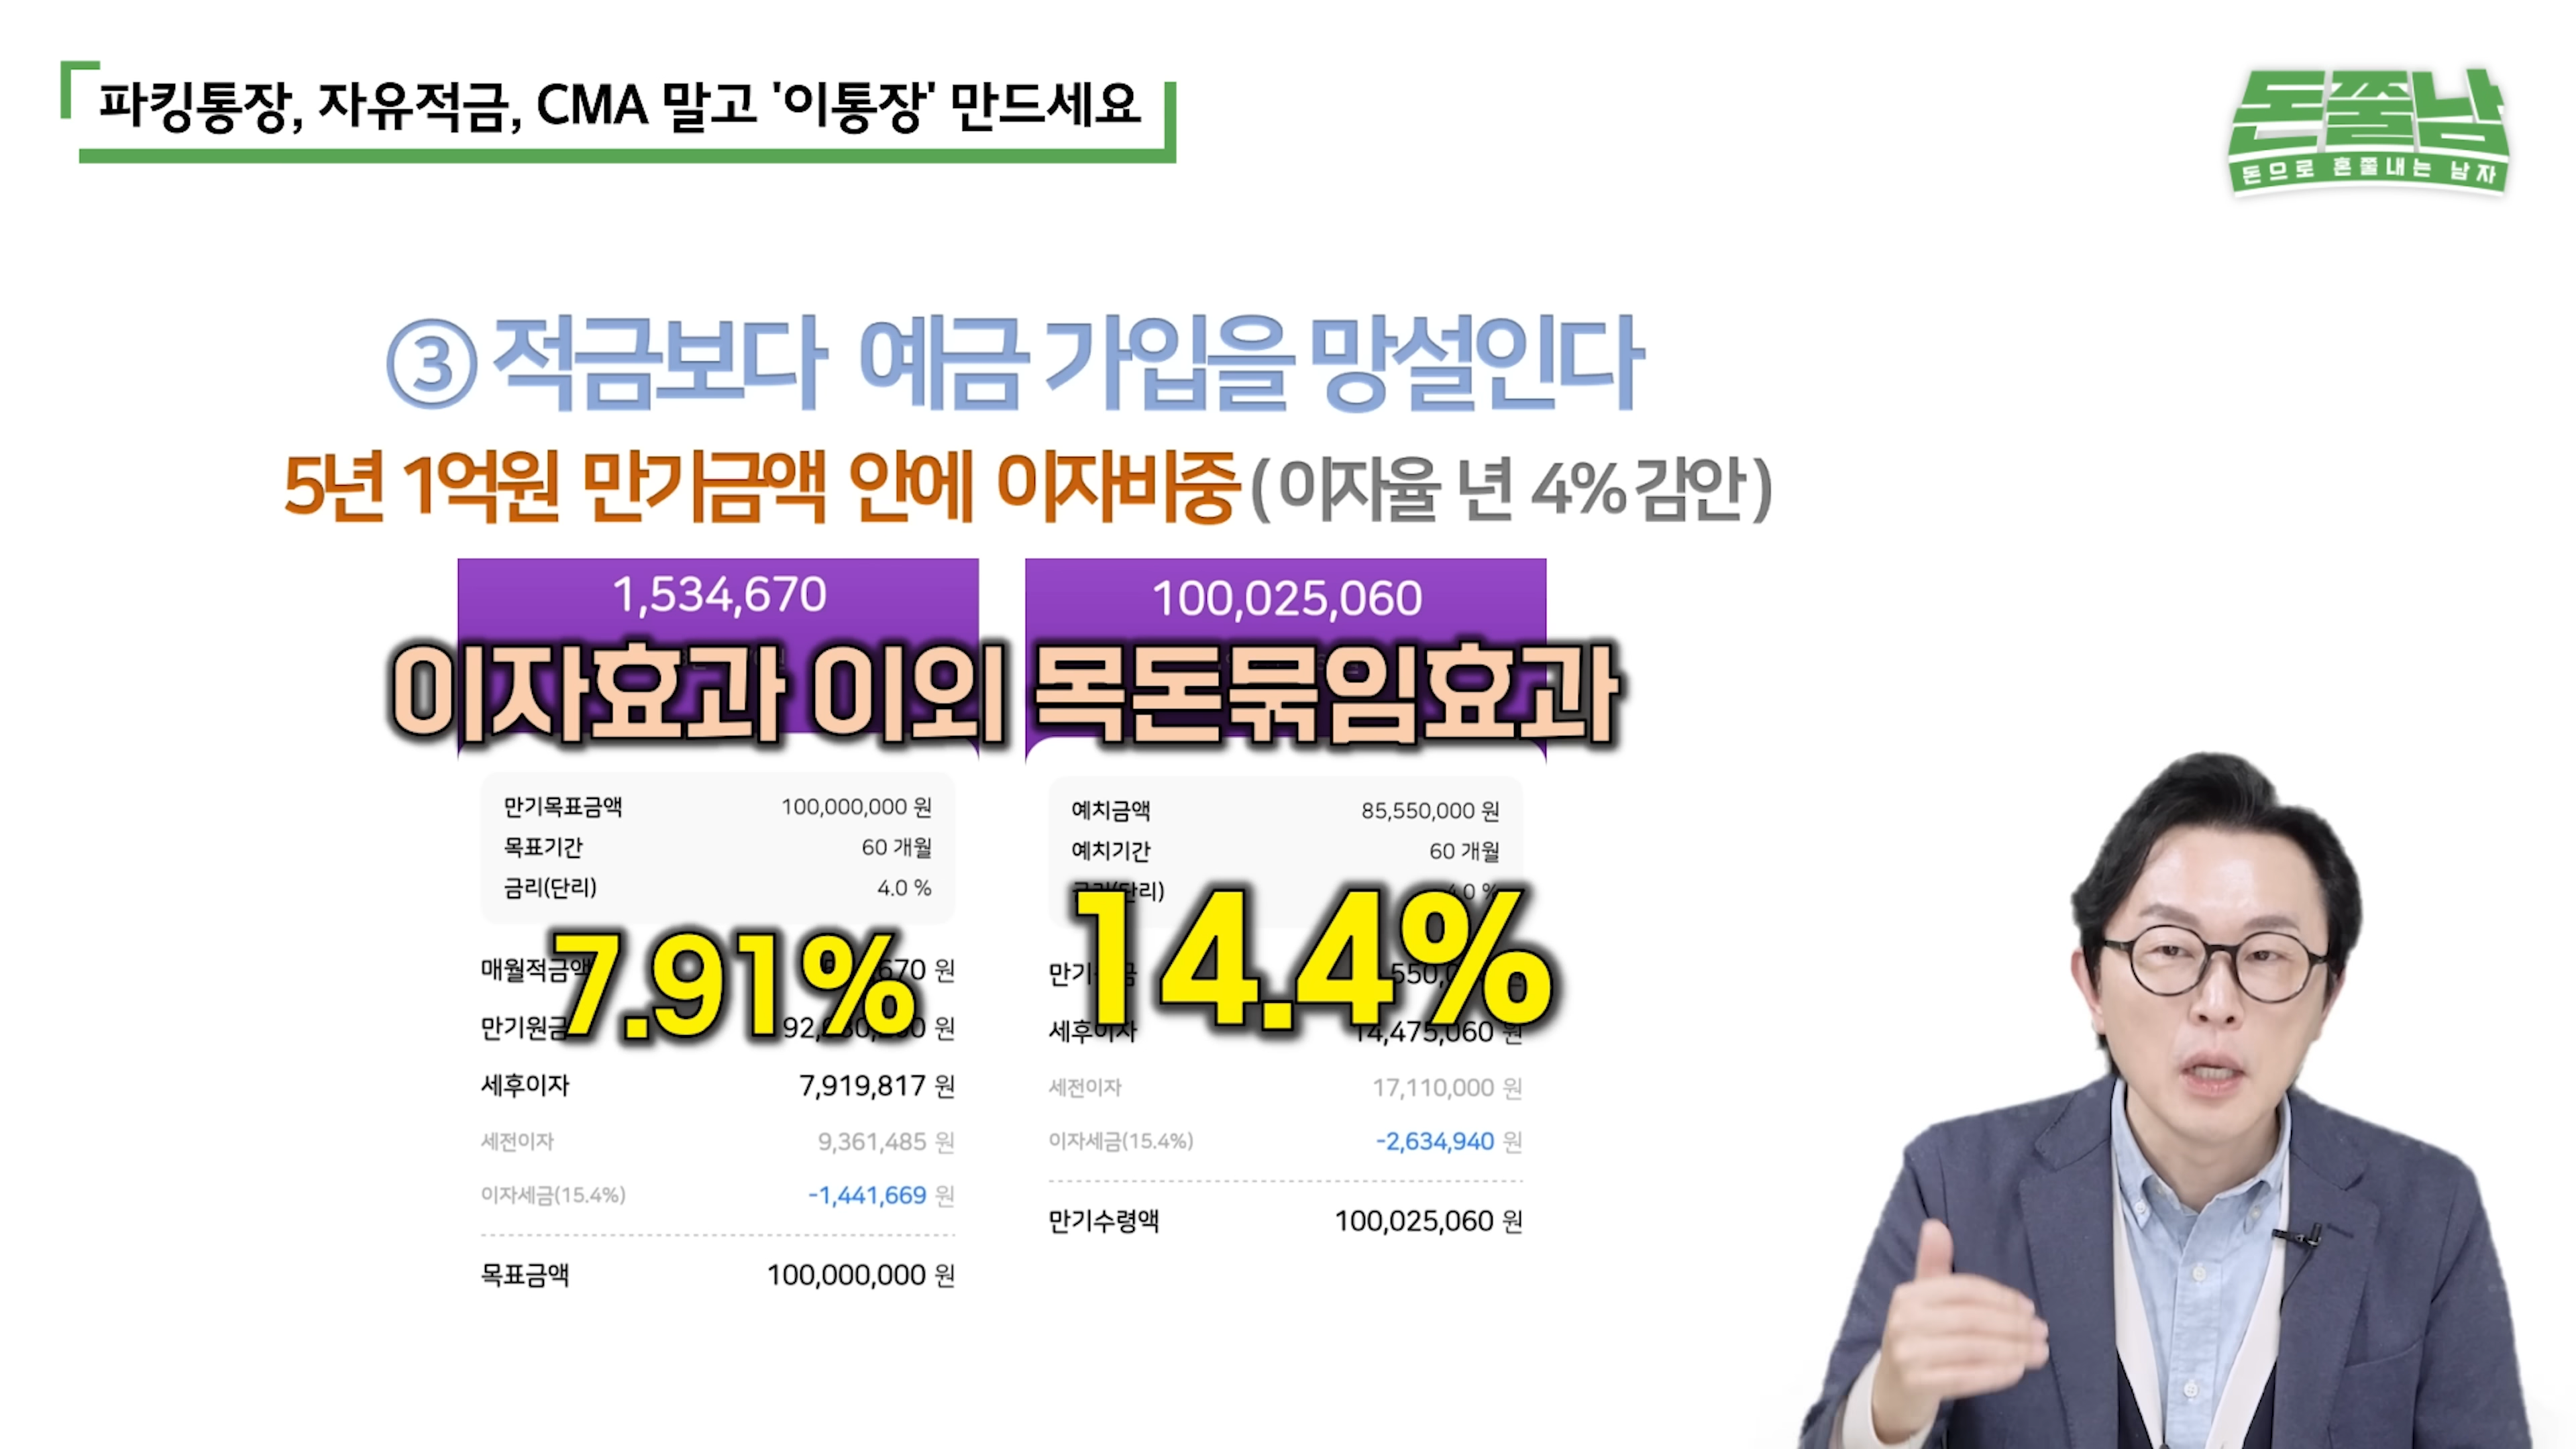 파킹통장, 자유적금, CMA 말고 '이통장' 만드세요
돈쭐남
돈으로 혼쭐내는 남자
③ 적금보다 예금 가입을 망설인다
5년 1억원 만기금액 안에 이자비중 ( 이자율 년 4% 감안 )
1,534,670
100,025,060
이자효과 이외 목돈묶임효과
만기목표금액 100,000,000 원
목표기간 60 개월
금리(단리) 4.0 %
7.91%
매월적금액 원
만기원금 원
세후이자 7,919,817 원
세전이자 9,361,485 원
이자세금(15.4%) -1,441,669 원
목표금액 100,000,000 원
예치금액 85,550,000 원
예치기간 60 개월
금리(단리) 4.0 %
14.4%
세후이자 14,475,060 원
세전이자 17,110,000 원
이자세금(15.4%) -2,634,940 원
만기수령액 100,025,060 원